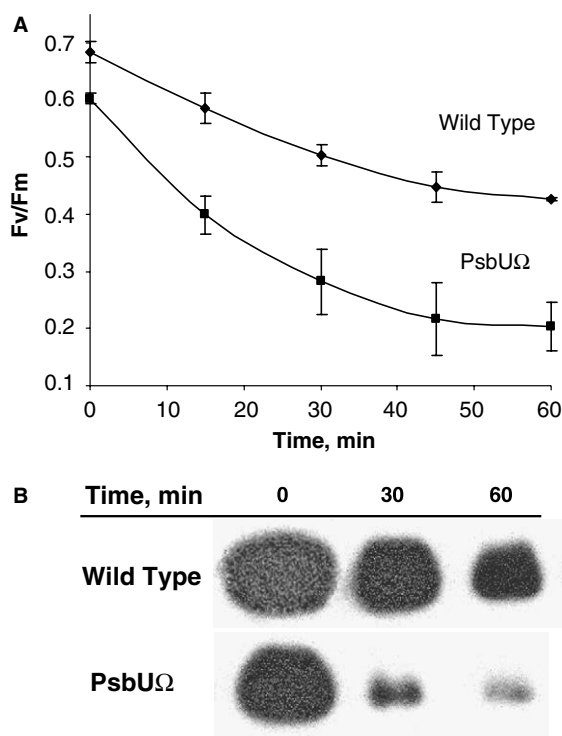 A
0.7
0.6
0.5
0.4
0.3
0.2
0.1
Fv/Fm
Wild Type
PsbUΩ
0 10 20 30 40 50 60
Time, min
B
Time, min 0 30 60
Wild Type
PsbUΩ